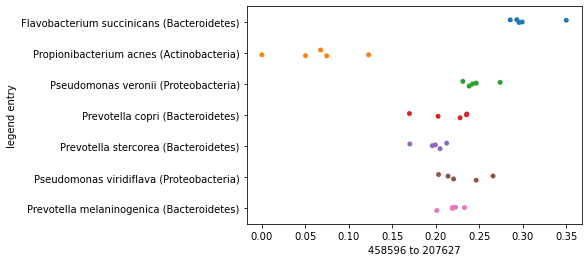 Flavobacterium succinicans (Bacteroidetes)
Propionibacterium acnes (Actinobacteria)
Pseudomonas veronii (Proteobacteria)
Prevotella copri (Bacteroidetes)
Prevotella stercorea (Bacteroidetes)
Pseudomonas viridiflava (Proteobacteria)
Prevotella melaninogenica (Bacteroidetes)
legend entry
0.00 0.05 0.10 0.15 0.20 0.25 0.30 0.35
458596 to 207627